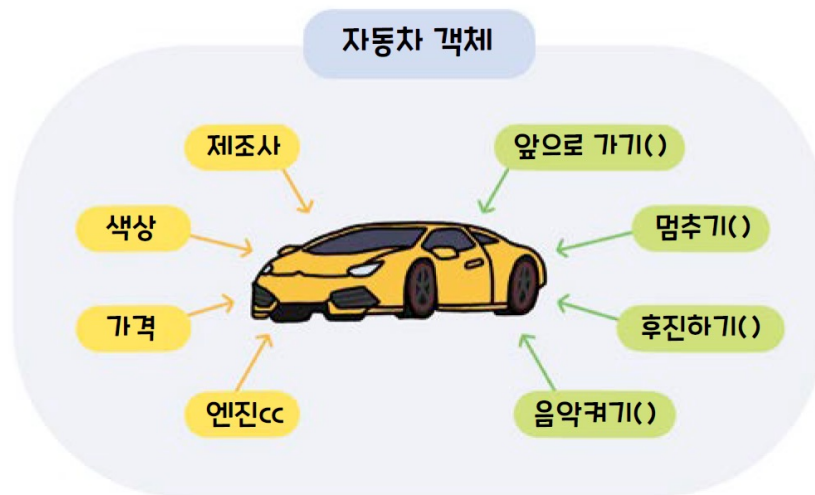 자동차 객체
제조사
색상
가격
엔진cc
앞으로 가기()
멈추기()
후진하기()
음악켜기()